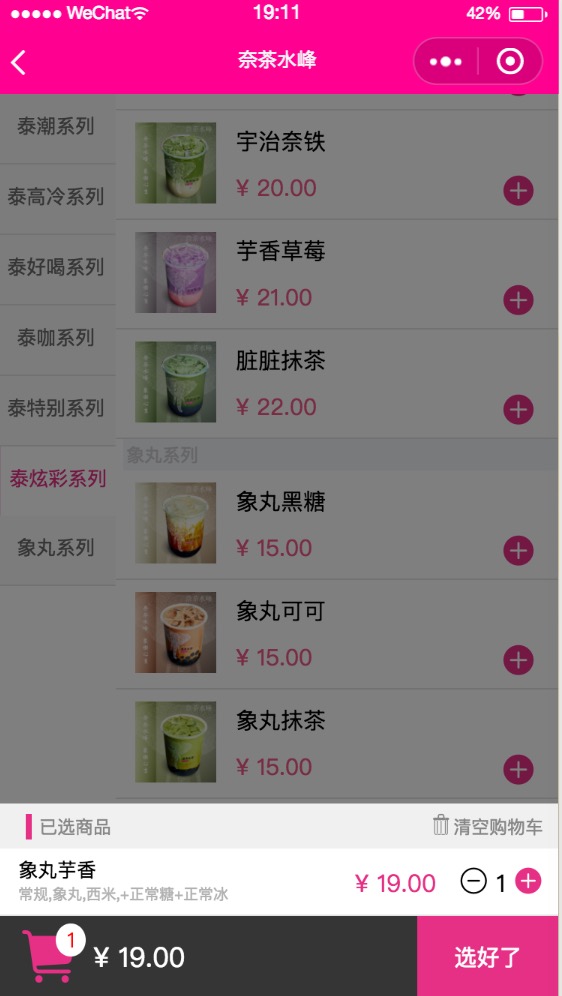 WeChat
19:11
42%
奈茶水峰
泰潮系列
泰高冷系列
泰好喝系列
泰咖系列
泰特别系列
泰炫彩系列
象丸系列
宇治奈铁
¥ 20.00
芋香草莓
¥ 21.00
脏脏抹茶
¥ 22.00
象丸系列
象丸黑糖
¥ 15.00
象丸可可
¥ 15.00
象丸抹茶
¥ 15.00
已选商品
清空购物车
象丸芋香
常规,象丸,西米,+正常糖+正常冰
¥ 19.00
1
1
¥ 19.00
选好了